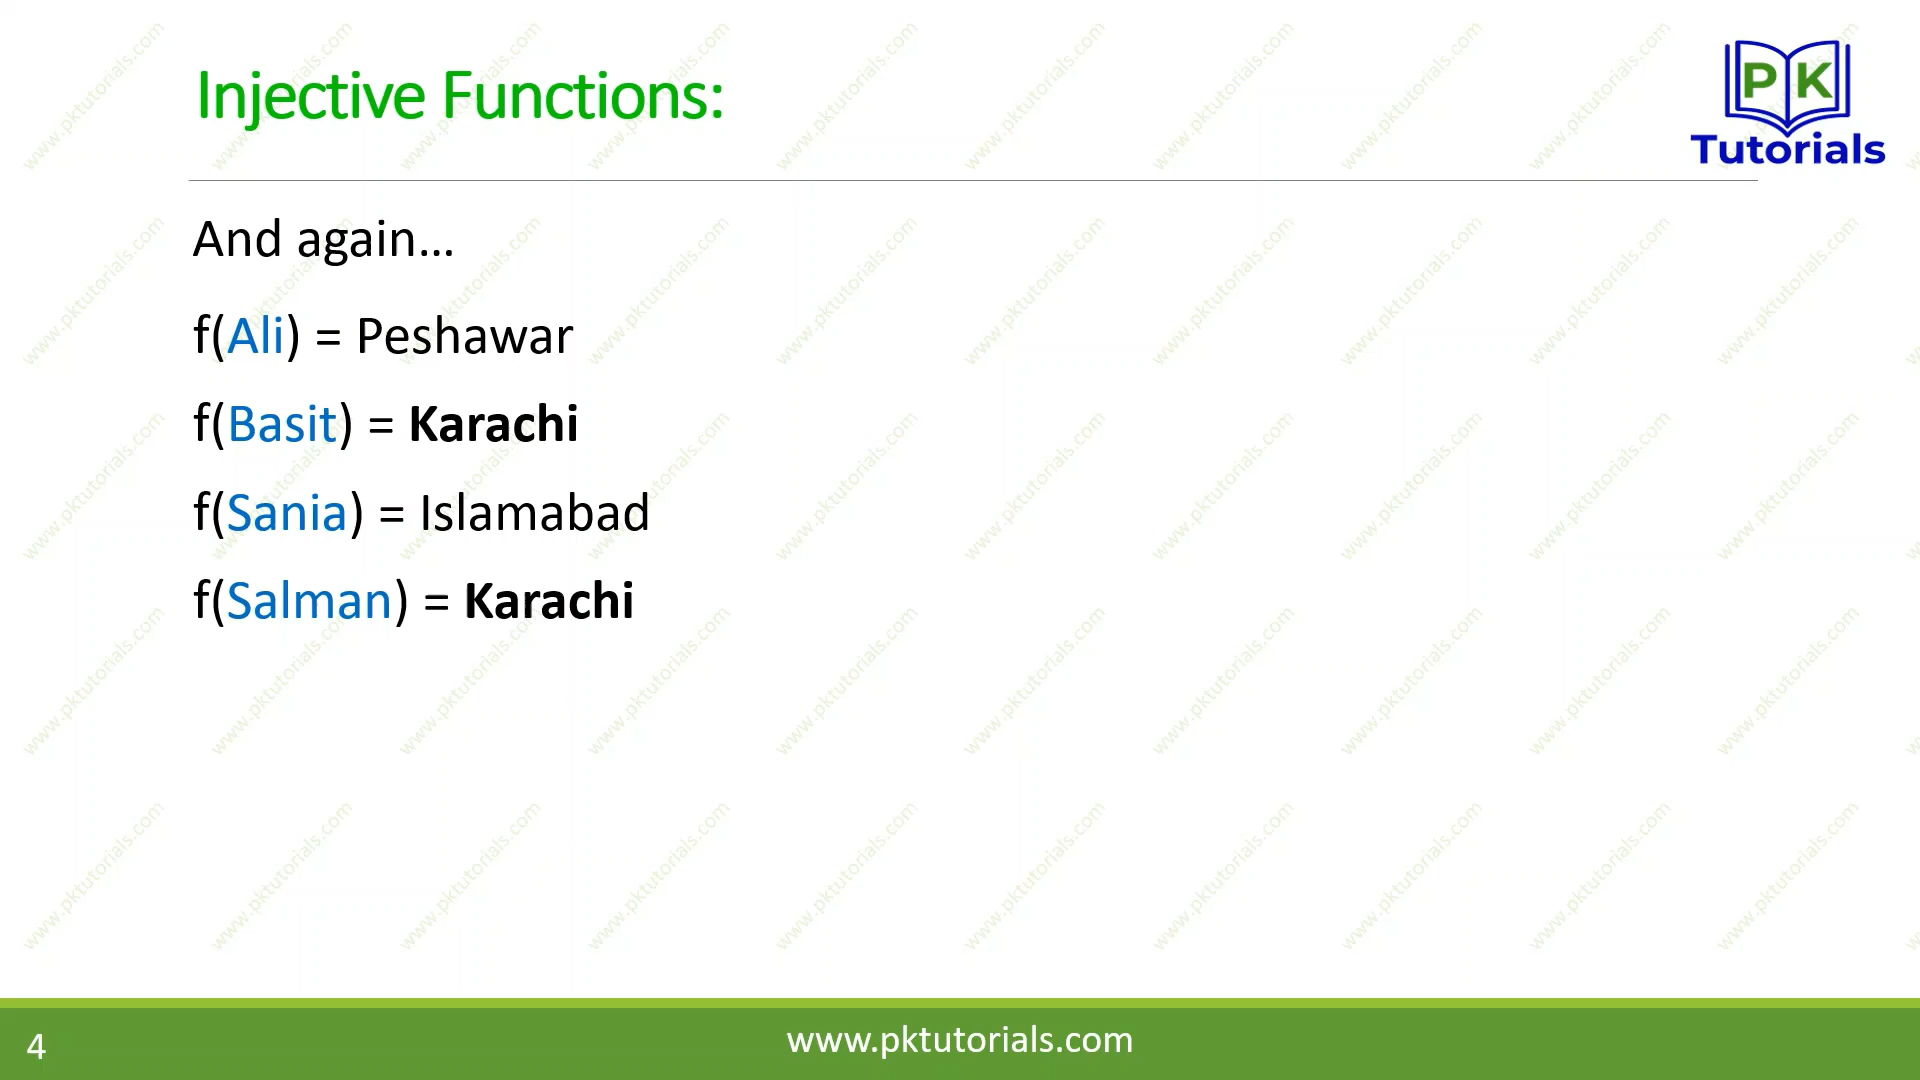 Injective Functions:
PK
Tutorials
And again...
f(Ali) = Peshawar
f(Basit) = Karachi
f(Sania) = Islamabad
f(Salman) = Karachi
4
www.pktutorials.com